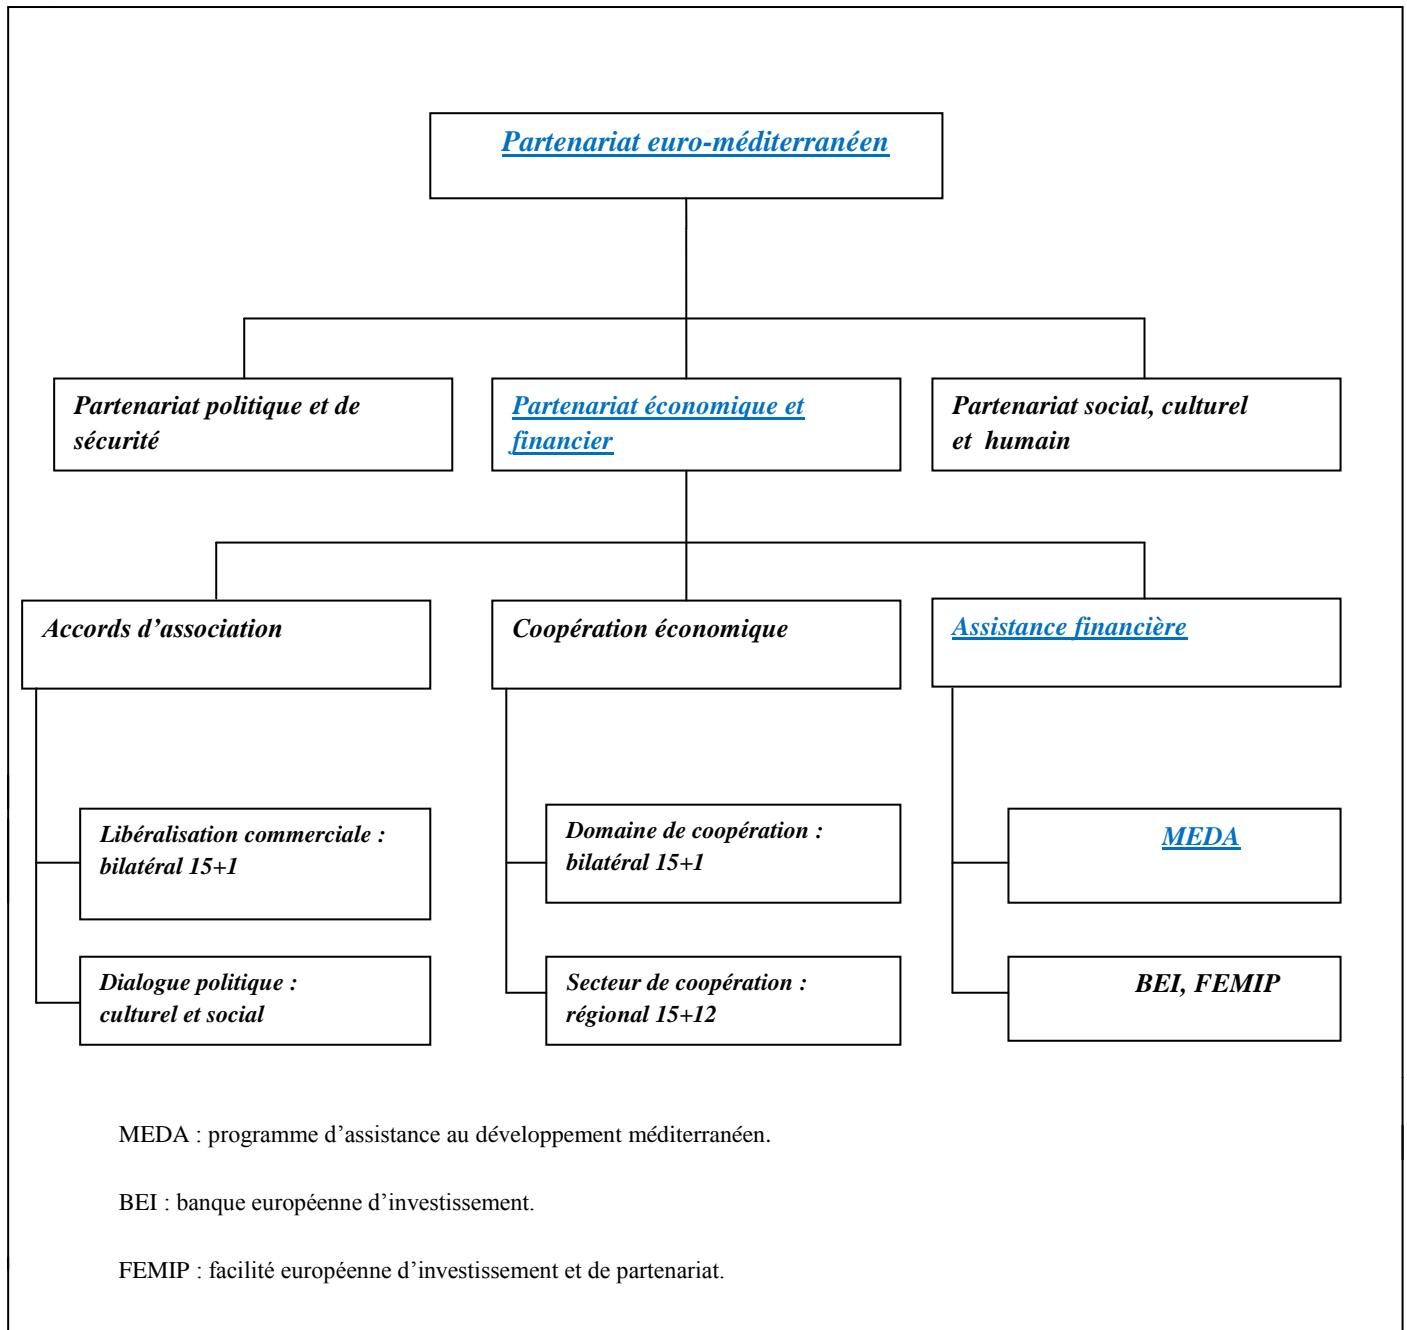 Partenariat euro-méditerranéen
Partenariat politique et de
sécurité
Partenariat économique et
financier
Partenariat social, culturel
et humain
Accords d’association
Coopération économique
Assistance financière
Libéralisation commerciale :
bilatéral 15+1
Domaine de coopération :
bilatéral 15+1
MEDA
Dialogue politique :
culturel et social
Secteur de coopération :
régional 15+12
BEI, FEMIP
MEDA : programme d’assistance au développement méditerranéen.
BEI : banque européenne d’investissement.
FEMIP : facilité européenne d’investissement et de partenariat.